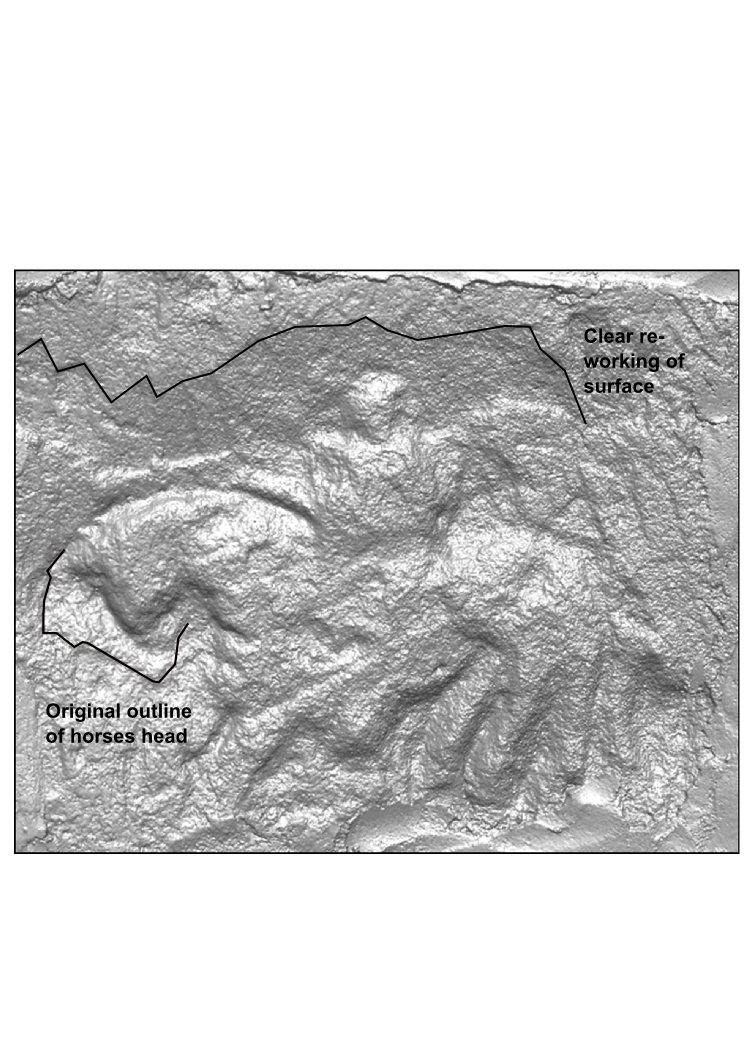 Clear re-
working of
surface
Original outline
of horses head